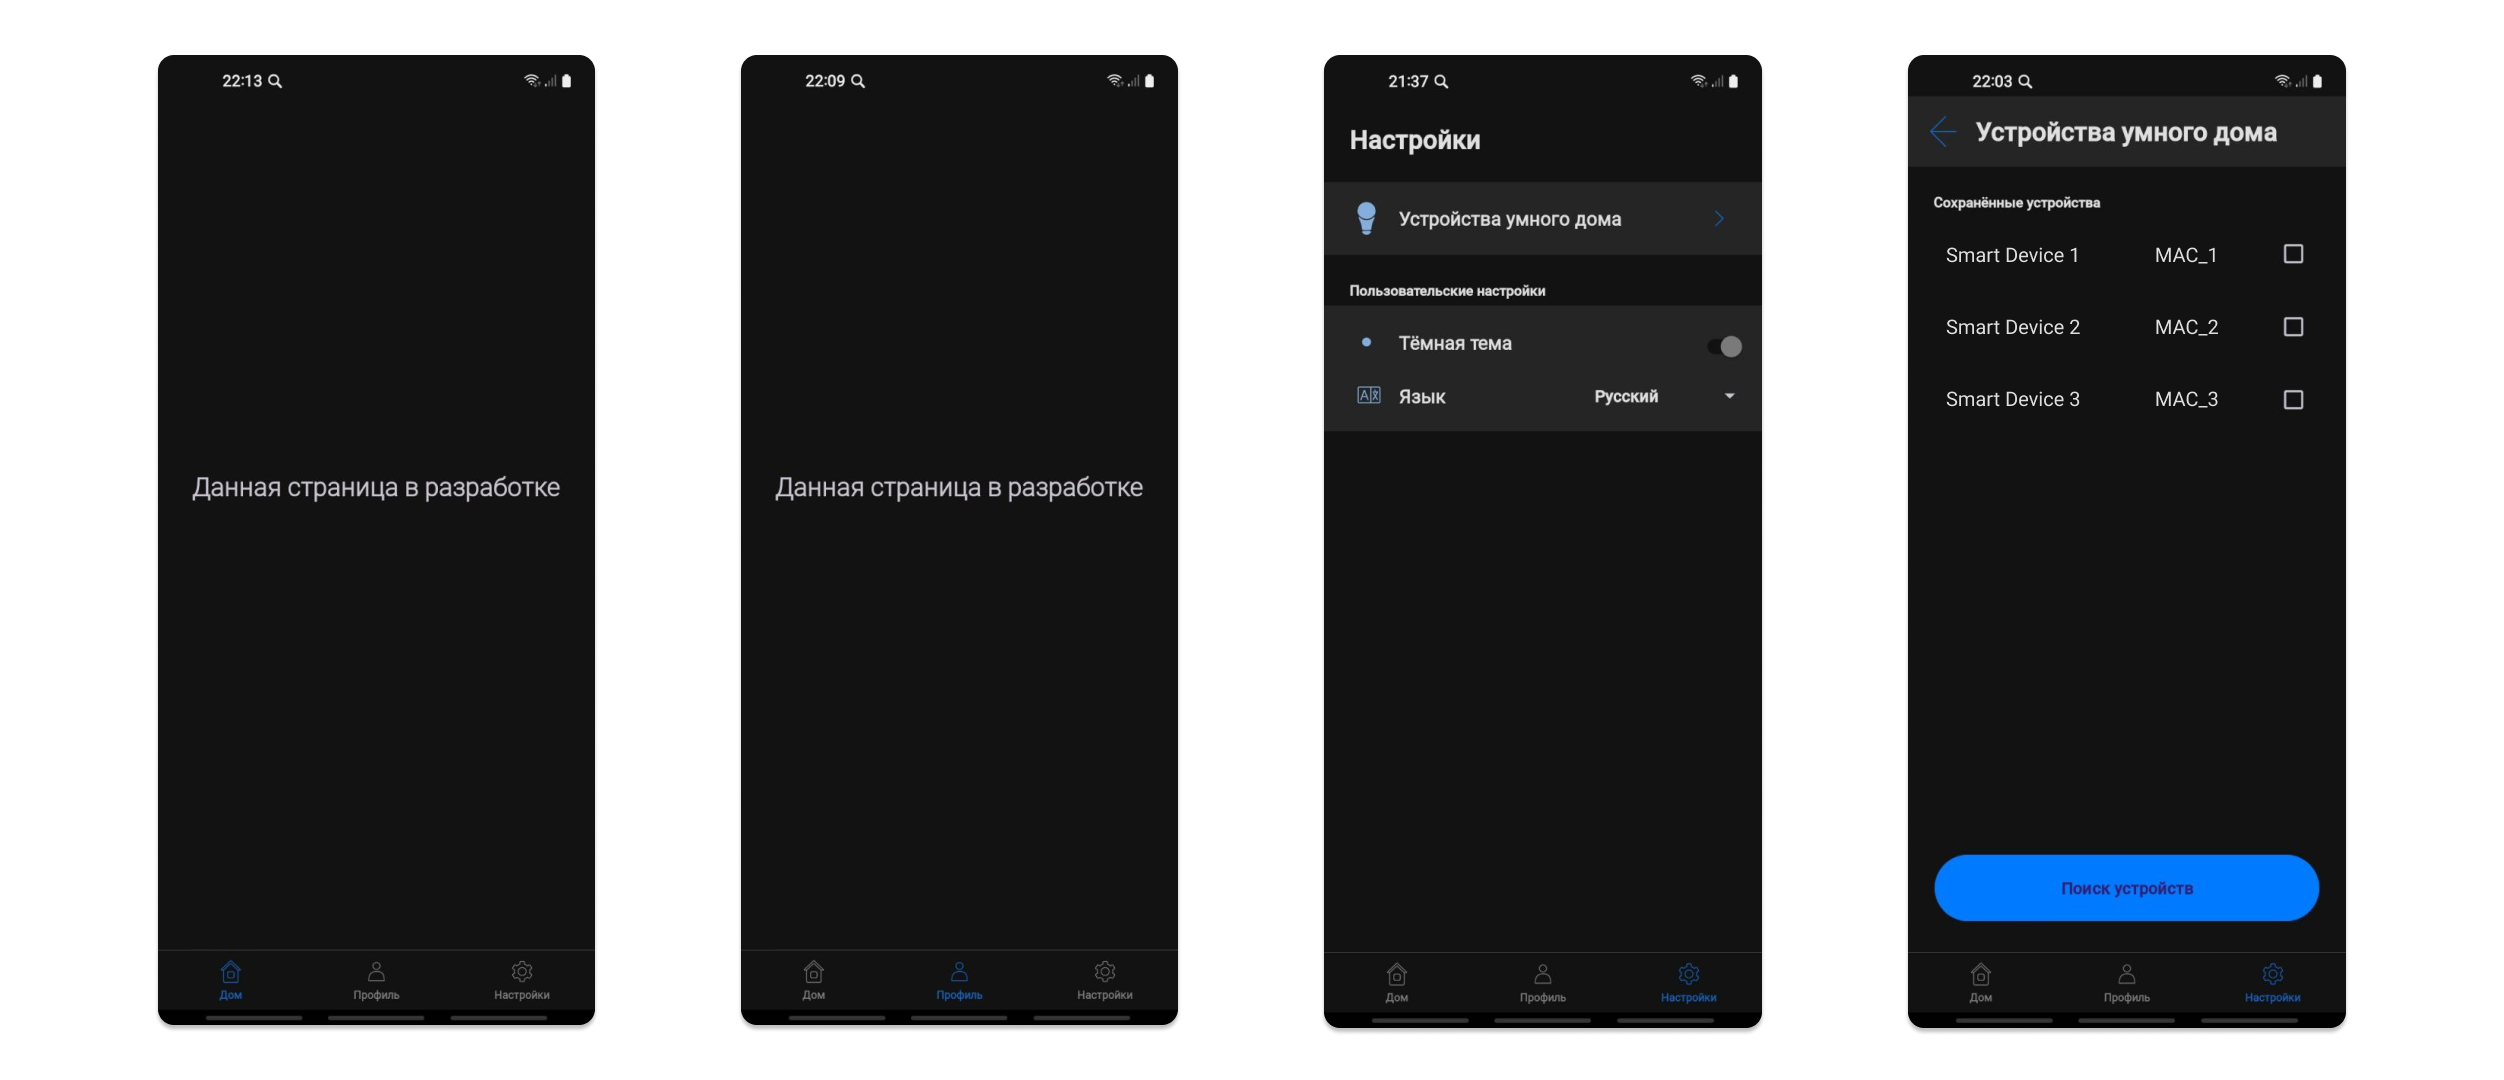 22:13
Данная страница в разработке
Дом Профиль Настройки
22:09
Данная страница в разработке
Дом Профиль Настройки
21:37
Настройки
Устройства умного дома
Пользовательские настройки
Тёмная тема
Язык Русский
Дом Профиль Настройки
22:03
Устройства умного дома
Сохранённые устройства
Smart Device 1 MAC_1
Smart Device 2 MAC_2
Smart Device 3 MAC_3
Поиск устройств
Дом Профиль Настройки